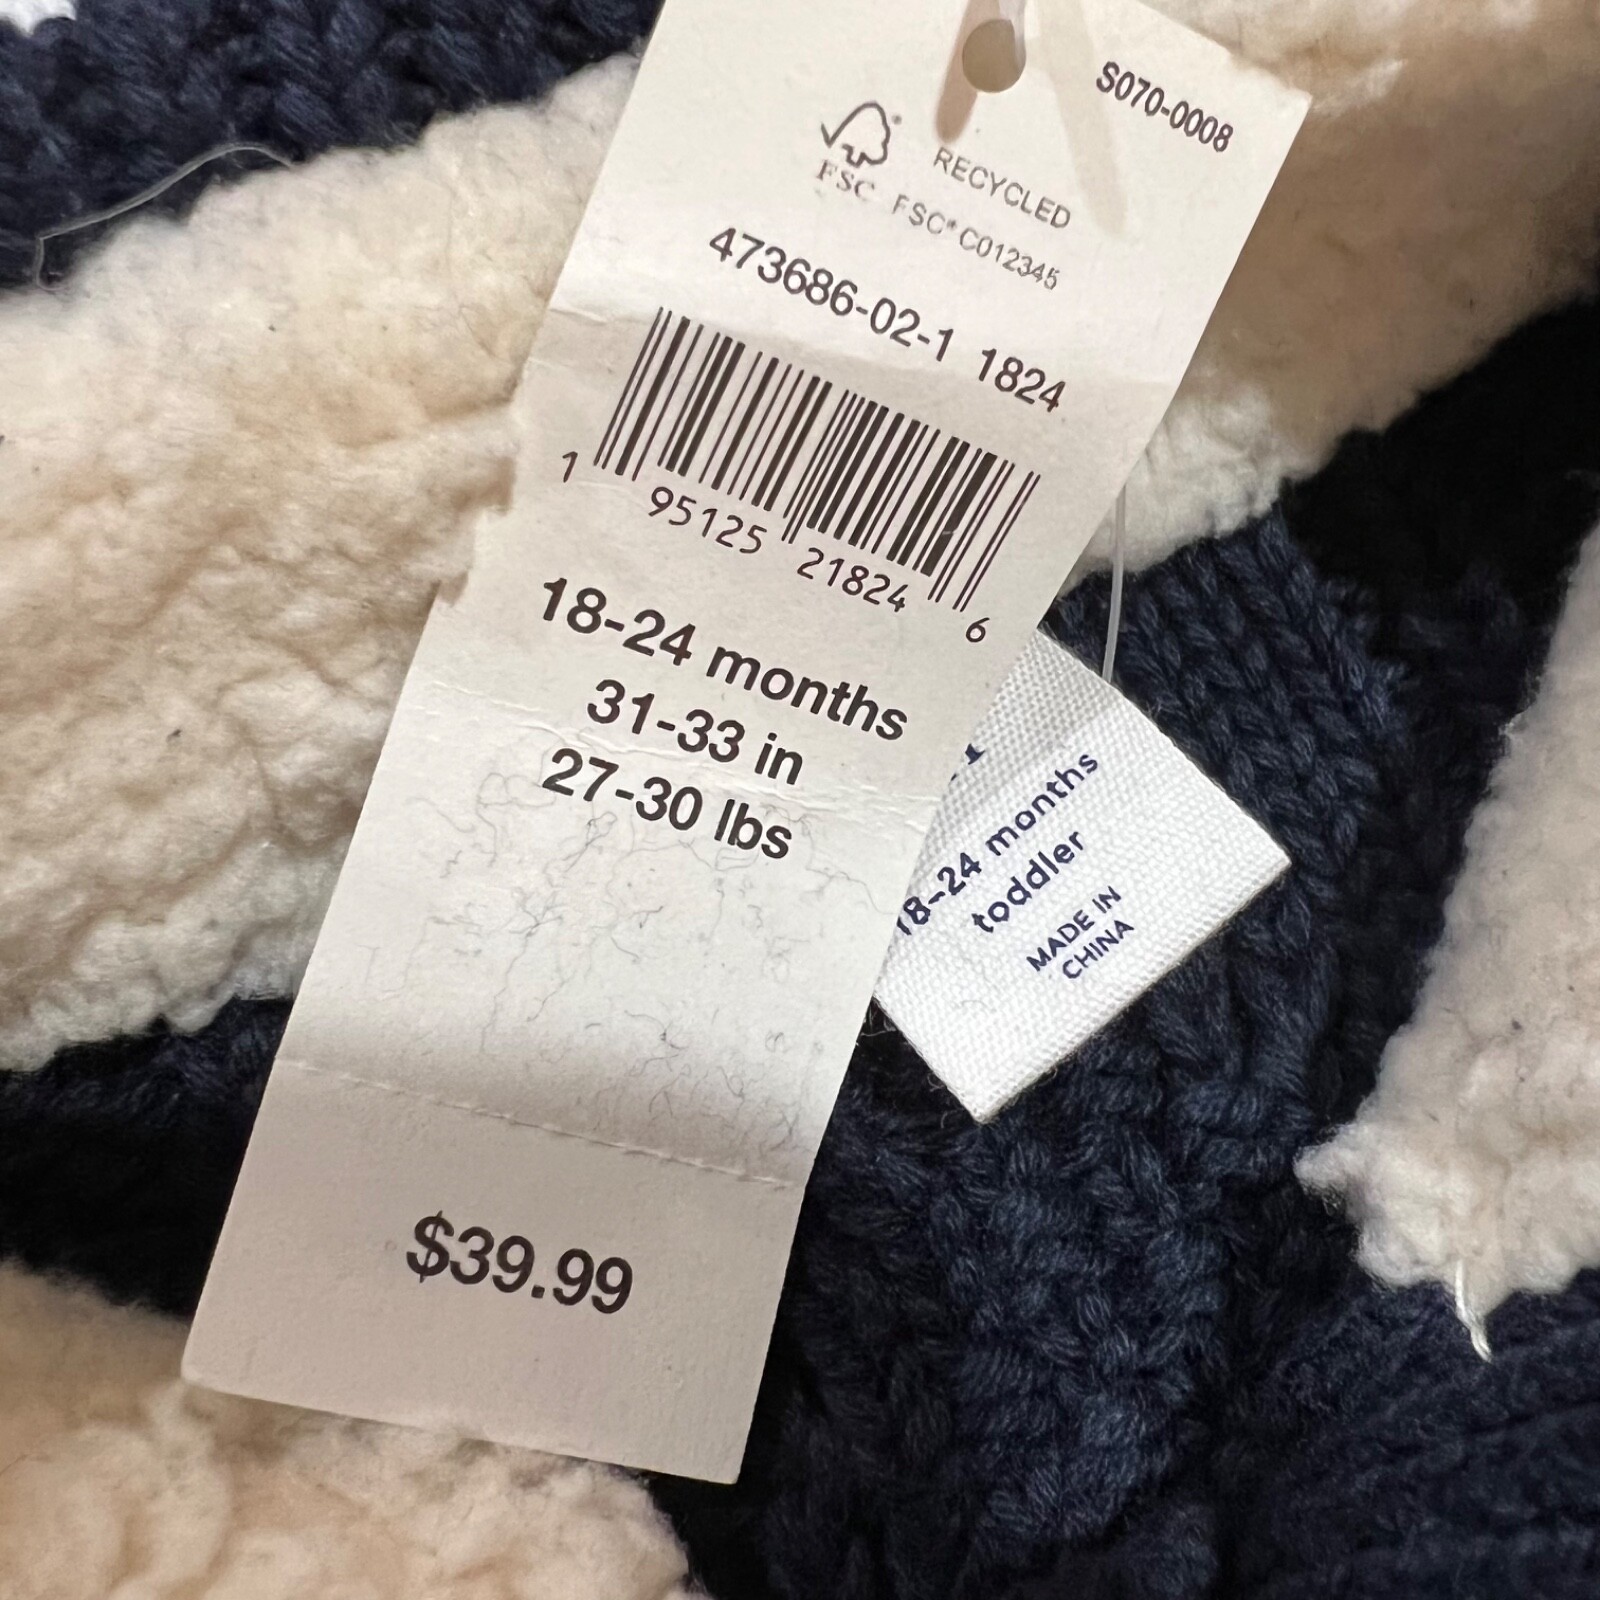 S070-0008
RECYCLED
FSC FSC® C012345
473686-02-1 1824
1 95125 21824 6
18-24 months
31-33 in
27-30 lbs
$39.99
18-24 months
toddler
MADE IN
CHINA